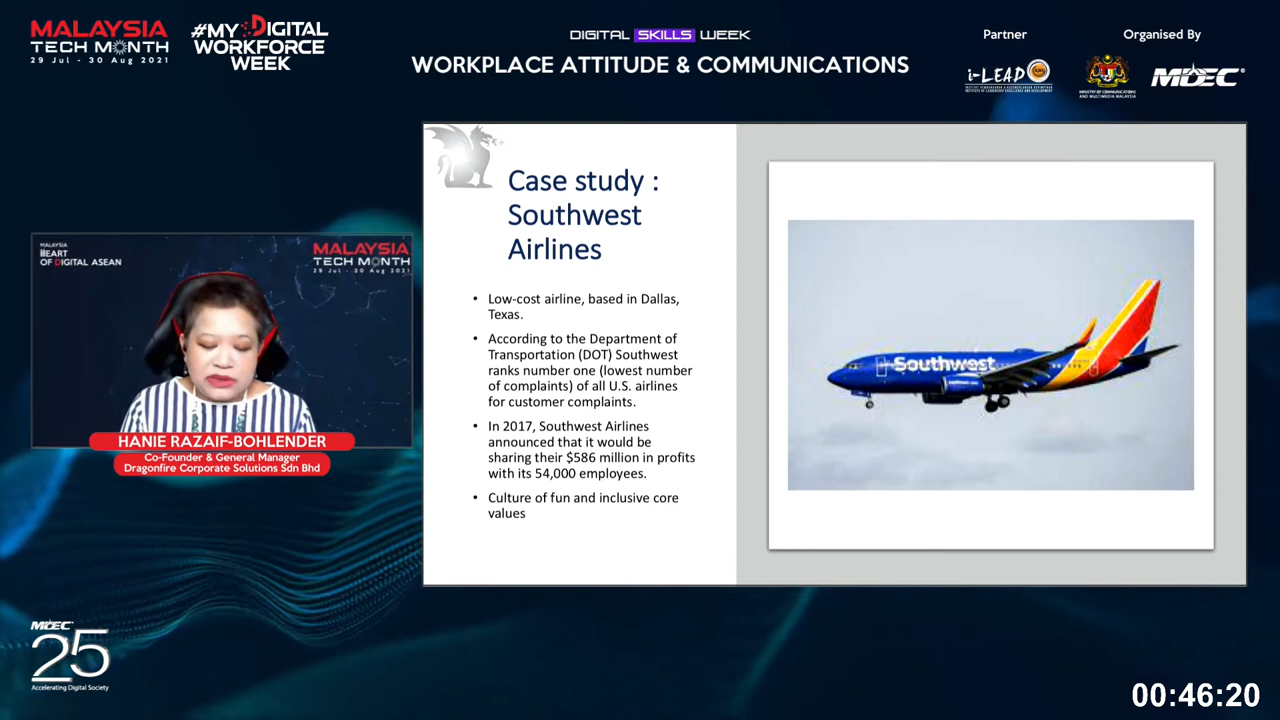 MALAYSIA
TECH MONTH
29 Jul - 30 Aug 2021
#MY DIGITAL
WORKFORCE
WEEK
DIGITAL SKILLS WEEK
WORKPLACE ATTITUDE & COMMUNICATIONS
Partner
Organised By
i-LEAD
MINISTRY OF COMMUNICATIONS
AND MULTIMEDIA MALAYSIA
MDEC
Case study :
Southwest
Airlines
• Low-cost airline, based in Dallas,
Texas.
• According to the Department of
Transportation (DOT) Southwest
ranks number one (lowest number
of complaints) of all U.S. airlines
for customer complaints.
• In 2017, Southwest Airlines
announced that it would be
sharing their $586 million in profits
with its 54,000 employees.
• Culture of fun and inclusive core
values
Southwest
MALAYSIA
HEART
OF DIGITAL ASEAN
MALAYSIA
TECH MONTH
29 Jul - 30 Aug 2021
HANIE RAZAIF-BOHLENDER
Co-Founder & General Manager
Dragonfire Corporate Solutions Sdn Bhd
MDEC
25
Accelerating Digital Society
00:46:20